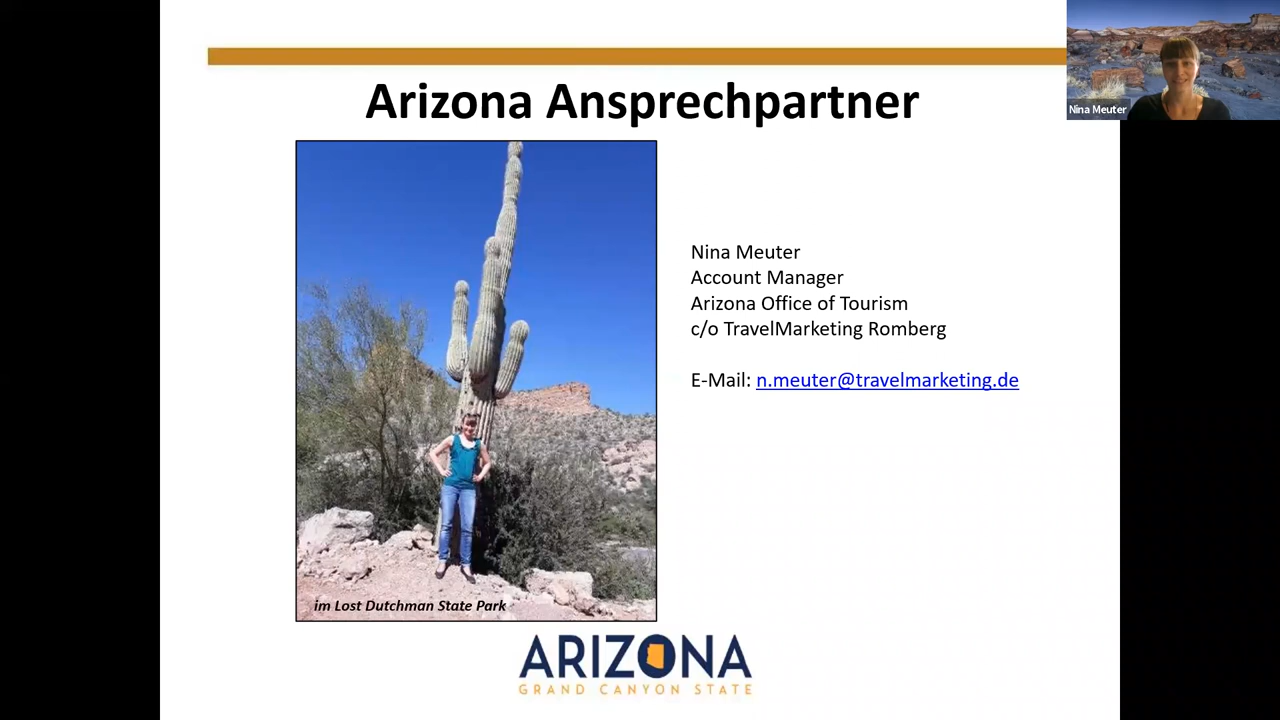 Arizona Ansprechpartner
Nina Meuter
Nina Meuter
Account Manager
Arizona Office of Tourism
c/o TravelMarketing Romberg
E-Mail: n.meuter@travelmarketing.de
im Lost Dutchman State Park
ARIZONA
GRAND CANYON STATE